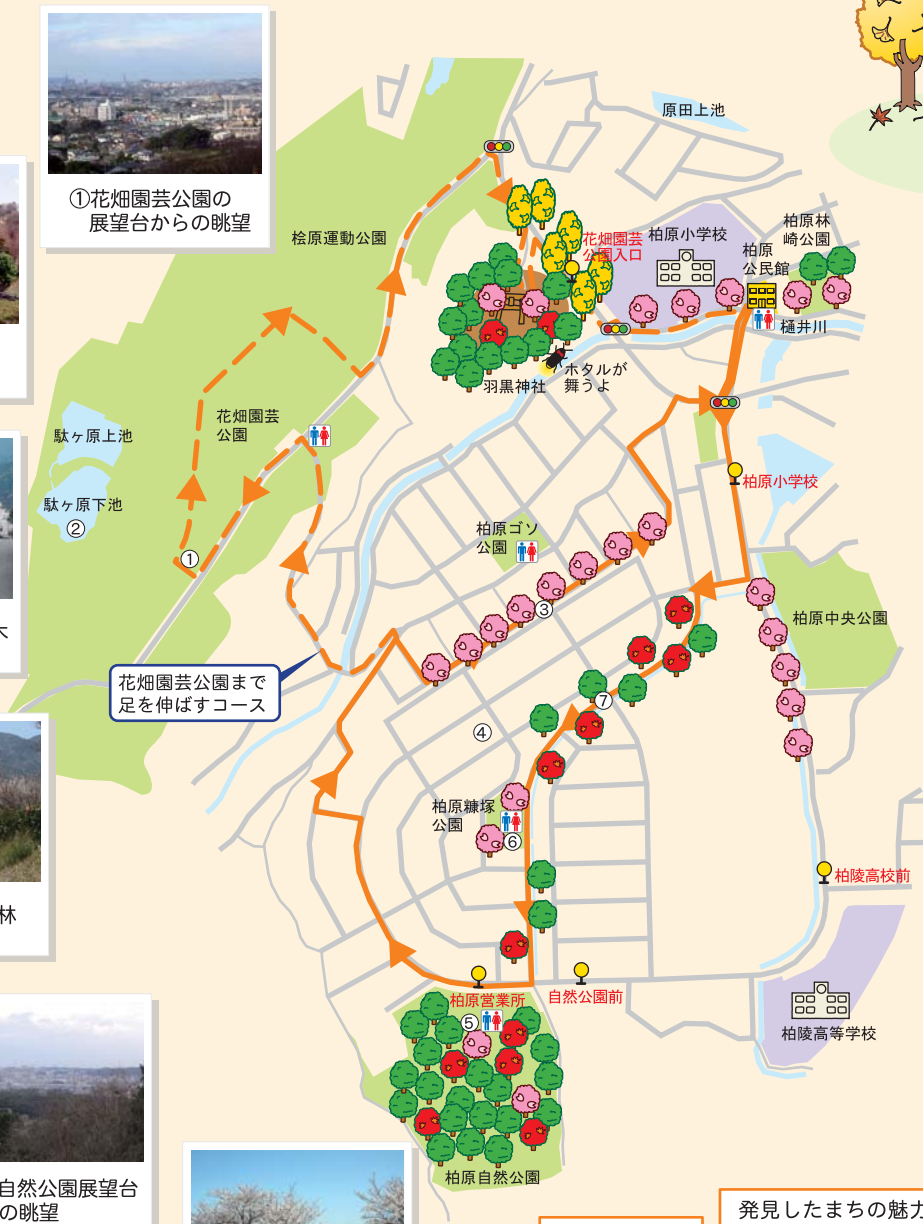 ①花畑園芸公園の
展望台からの眺望
原田上池
桧原運動公園
花畑園芸
公園入口
柏原小学校
柏原
公民館
柏原林
崎公園
樋井川
羽黒神社
ホタルが
舞うよ
花畑園芸
公園
駄ヶ原上池
駄ヶ原下池
②
①
柏原小学校
柏原ゴソ
公園
③
柏原中央公園
花畑園芸公園まで
足を伸ばすコース
⑦
④
柏原糠塚
公園
⑥
柏陵高校前
林
柏原営業所
自然公園前
⑤
柏陵高等学校
柏原自然公園
自然公園展望台
の眺望
発見したまちの魅力